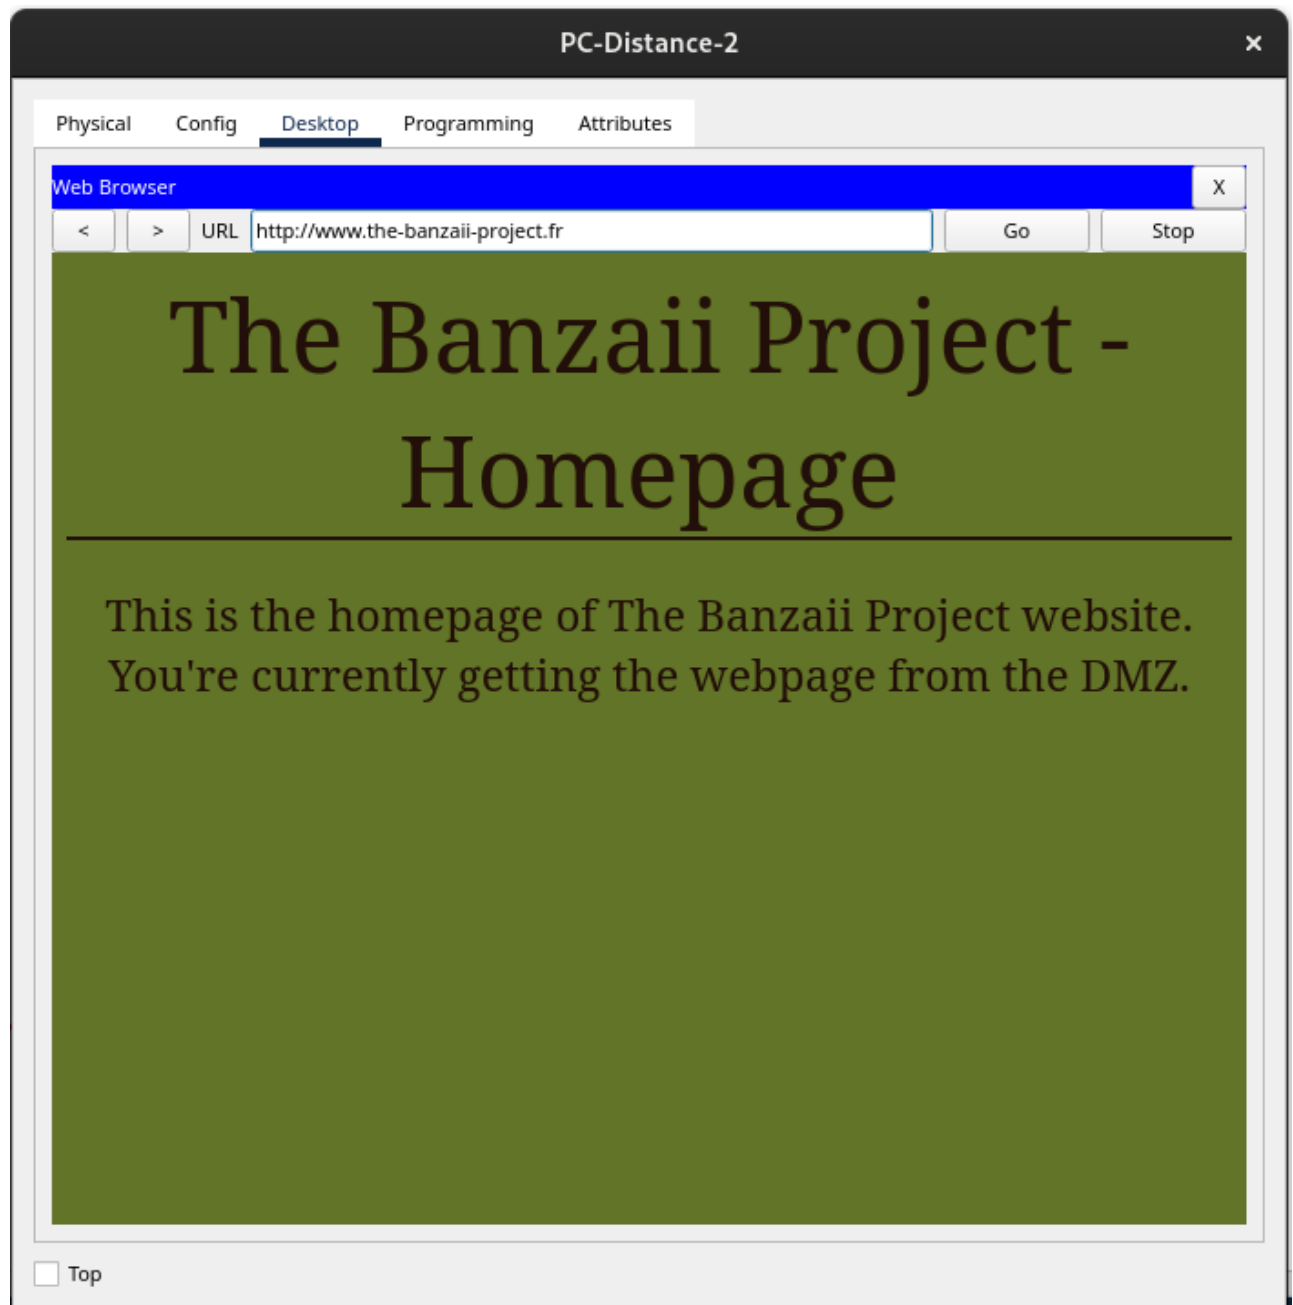 PC-Distance-2 ×
Physical Config Desktop Programming Attributes
Web Browser X
< > URL http://www.the-banzaii-project.fr Go Stop
The Banzaii Project -
Homepage
This is the homepage of The Banzaii Project website.
You're currently getting the webpage from the DMZ.
Top